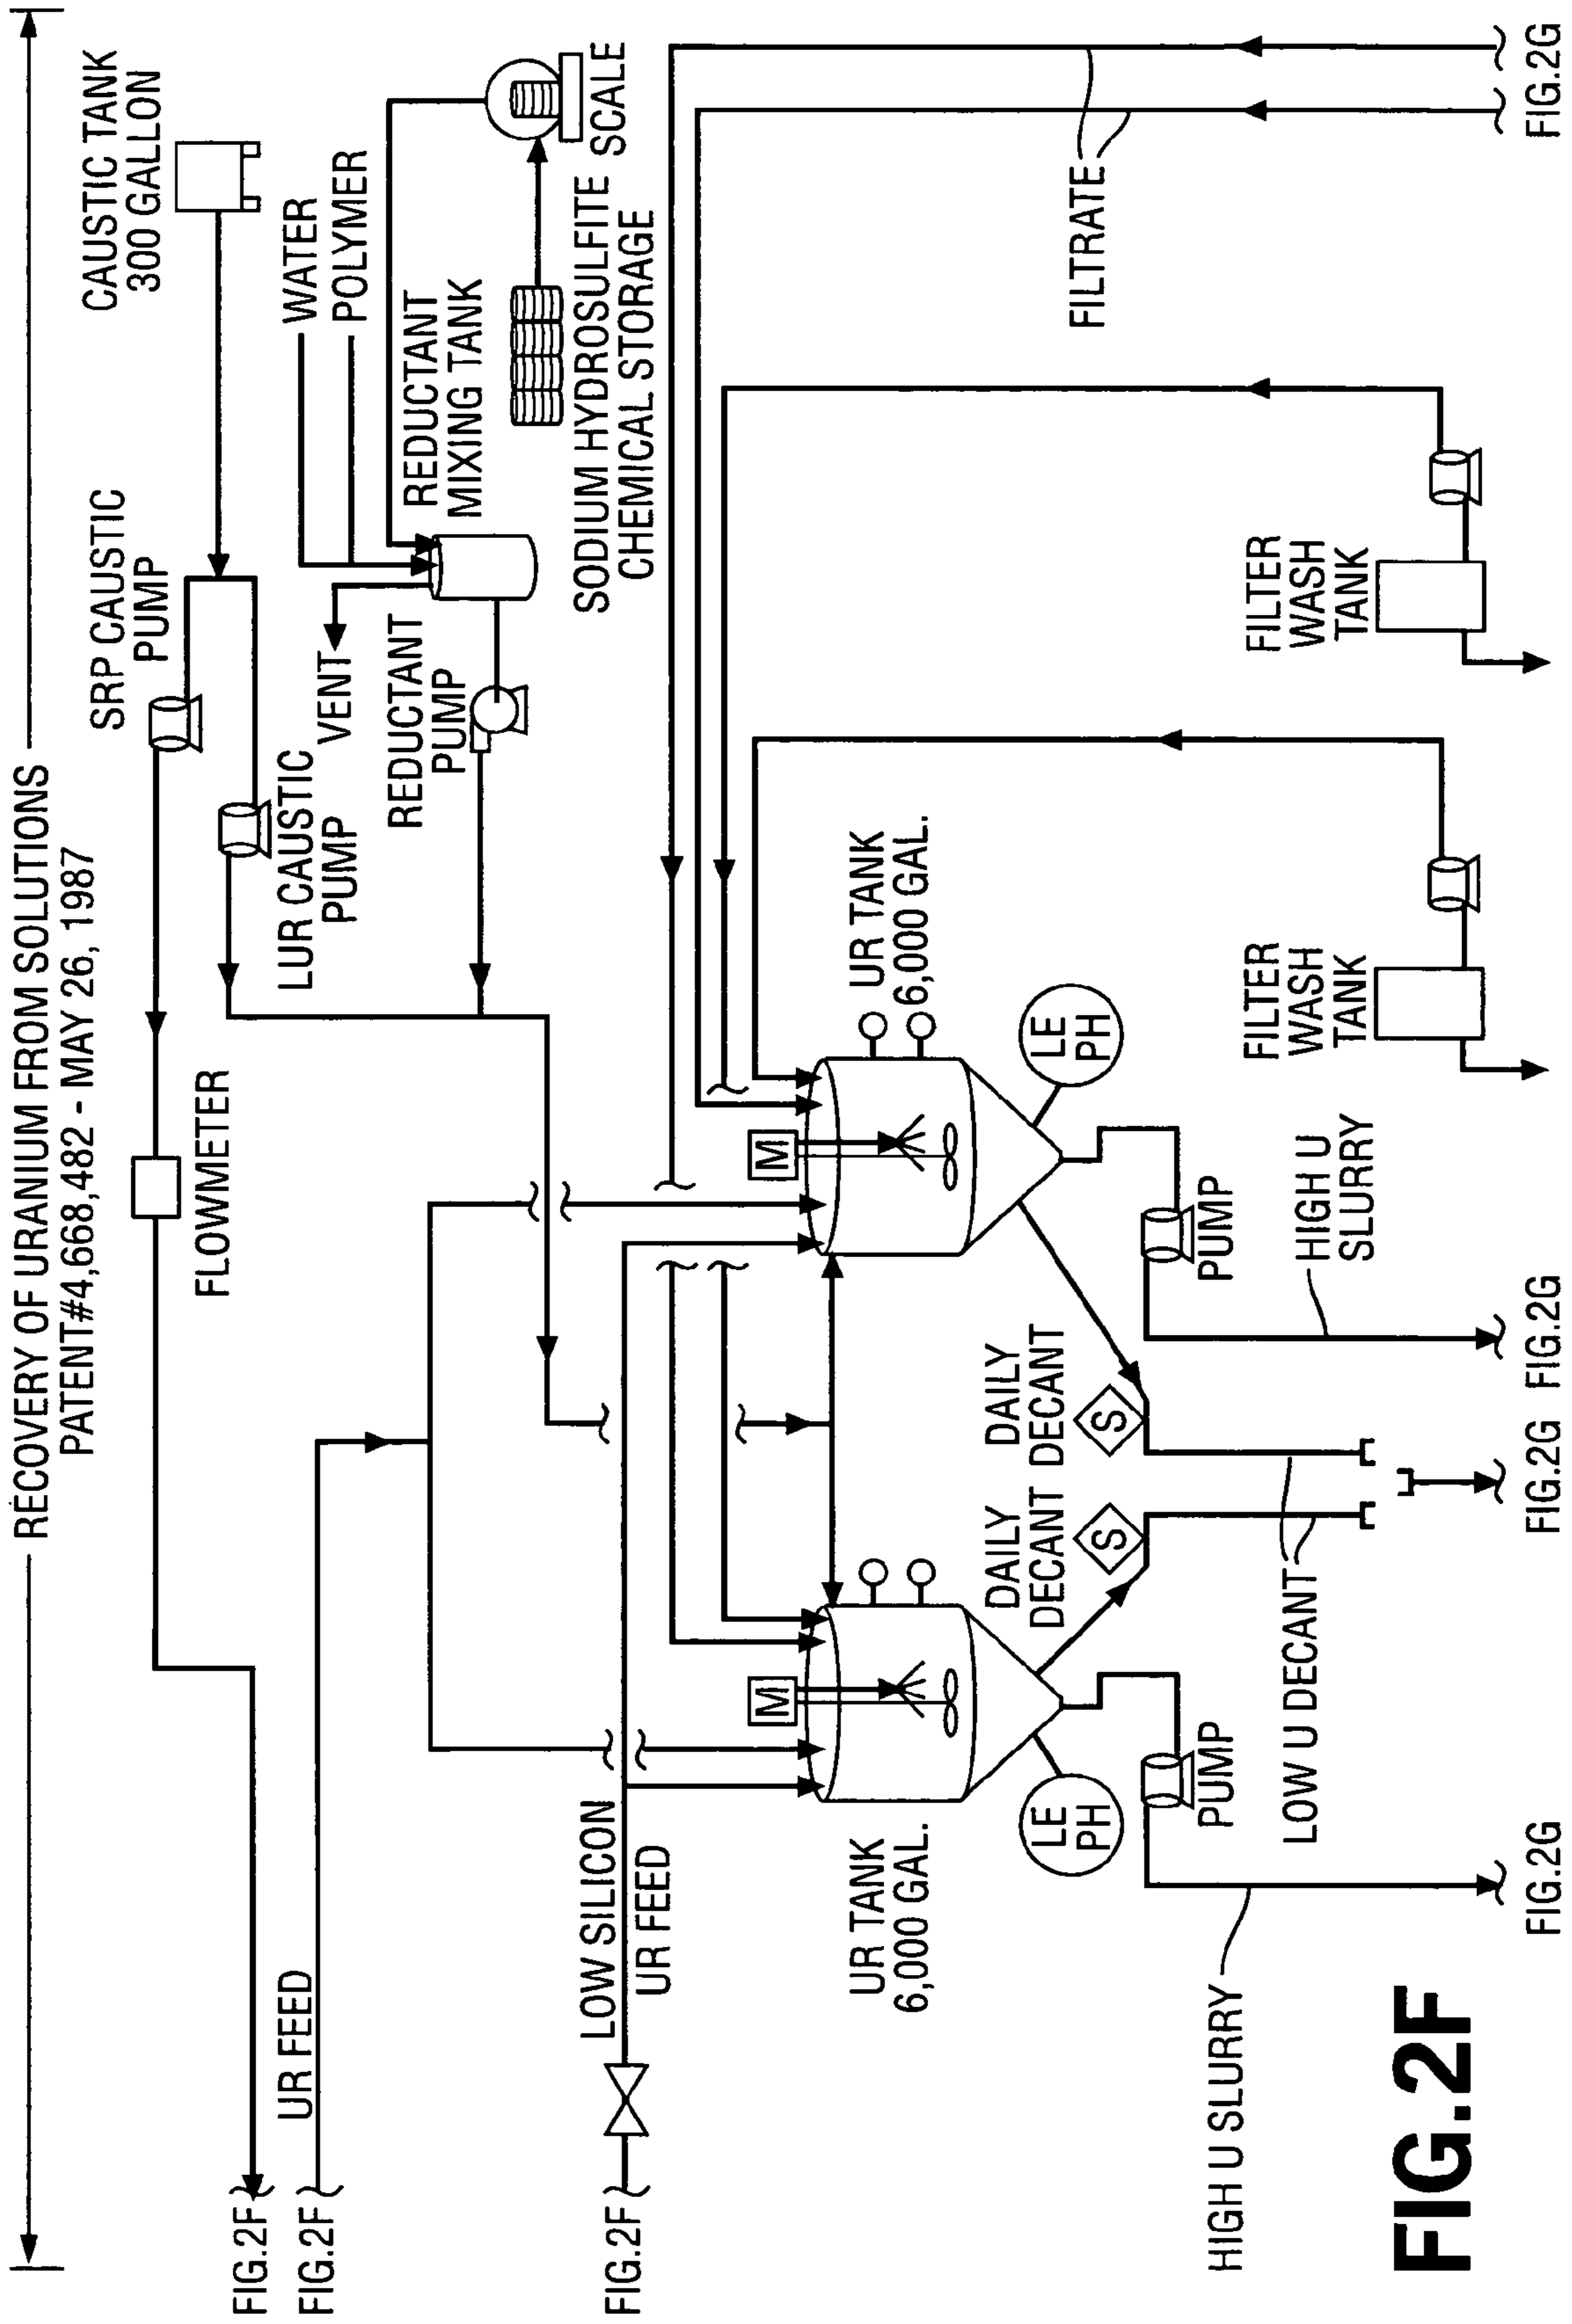 RECOVERY OF URANIUM FROM SOLUTIONS
PATENT#4,668,482 - MAY 26, 1987
CAUSTIC TANK
300 GALLON
SRP CAUSTIC
PUMP
FLOWMETER
LUR CAUSTIC
PUMP
WATER
POLYMER
VENT
REDUCTANT
MIXING TANK
REDUCTANT
PUMP
SCALE
SODIUM HYDROSULFITE
CHEMICAL STORAGE
FIG.2F
UR FEED
FIG.2F
LOW SILICON
UR FEED
FIG.2F
M
M
UR TANK
6,000 GAL.
UR TANK
6,000 GAL.
LE
PH
LE
PH
DAILY
DECANT
DAILY
DECANT
S
S
PUMP
PUMP
FILTRATE
FILTER
WASH
TANK
FILTER
WASH
TANK
HIGH U SLURRY
LOW U DECANT
HIGH U
SLURRY
FIG.2G
FIG.2G
FIG.2G
FIG.2G
FIG.2F